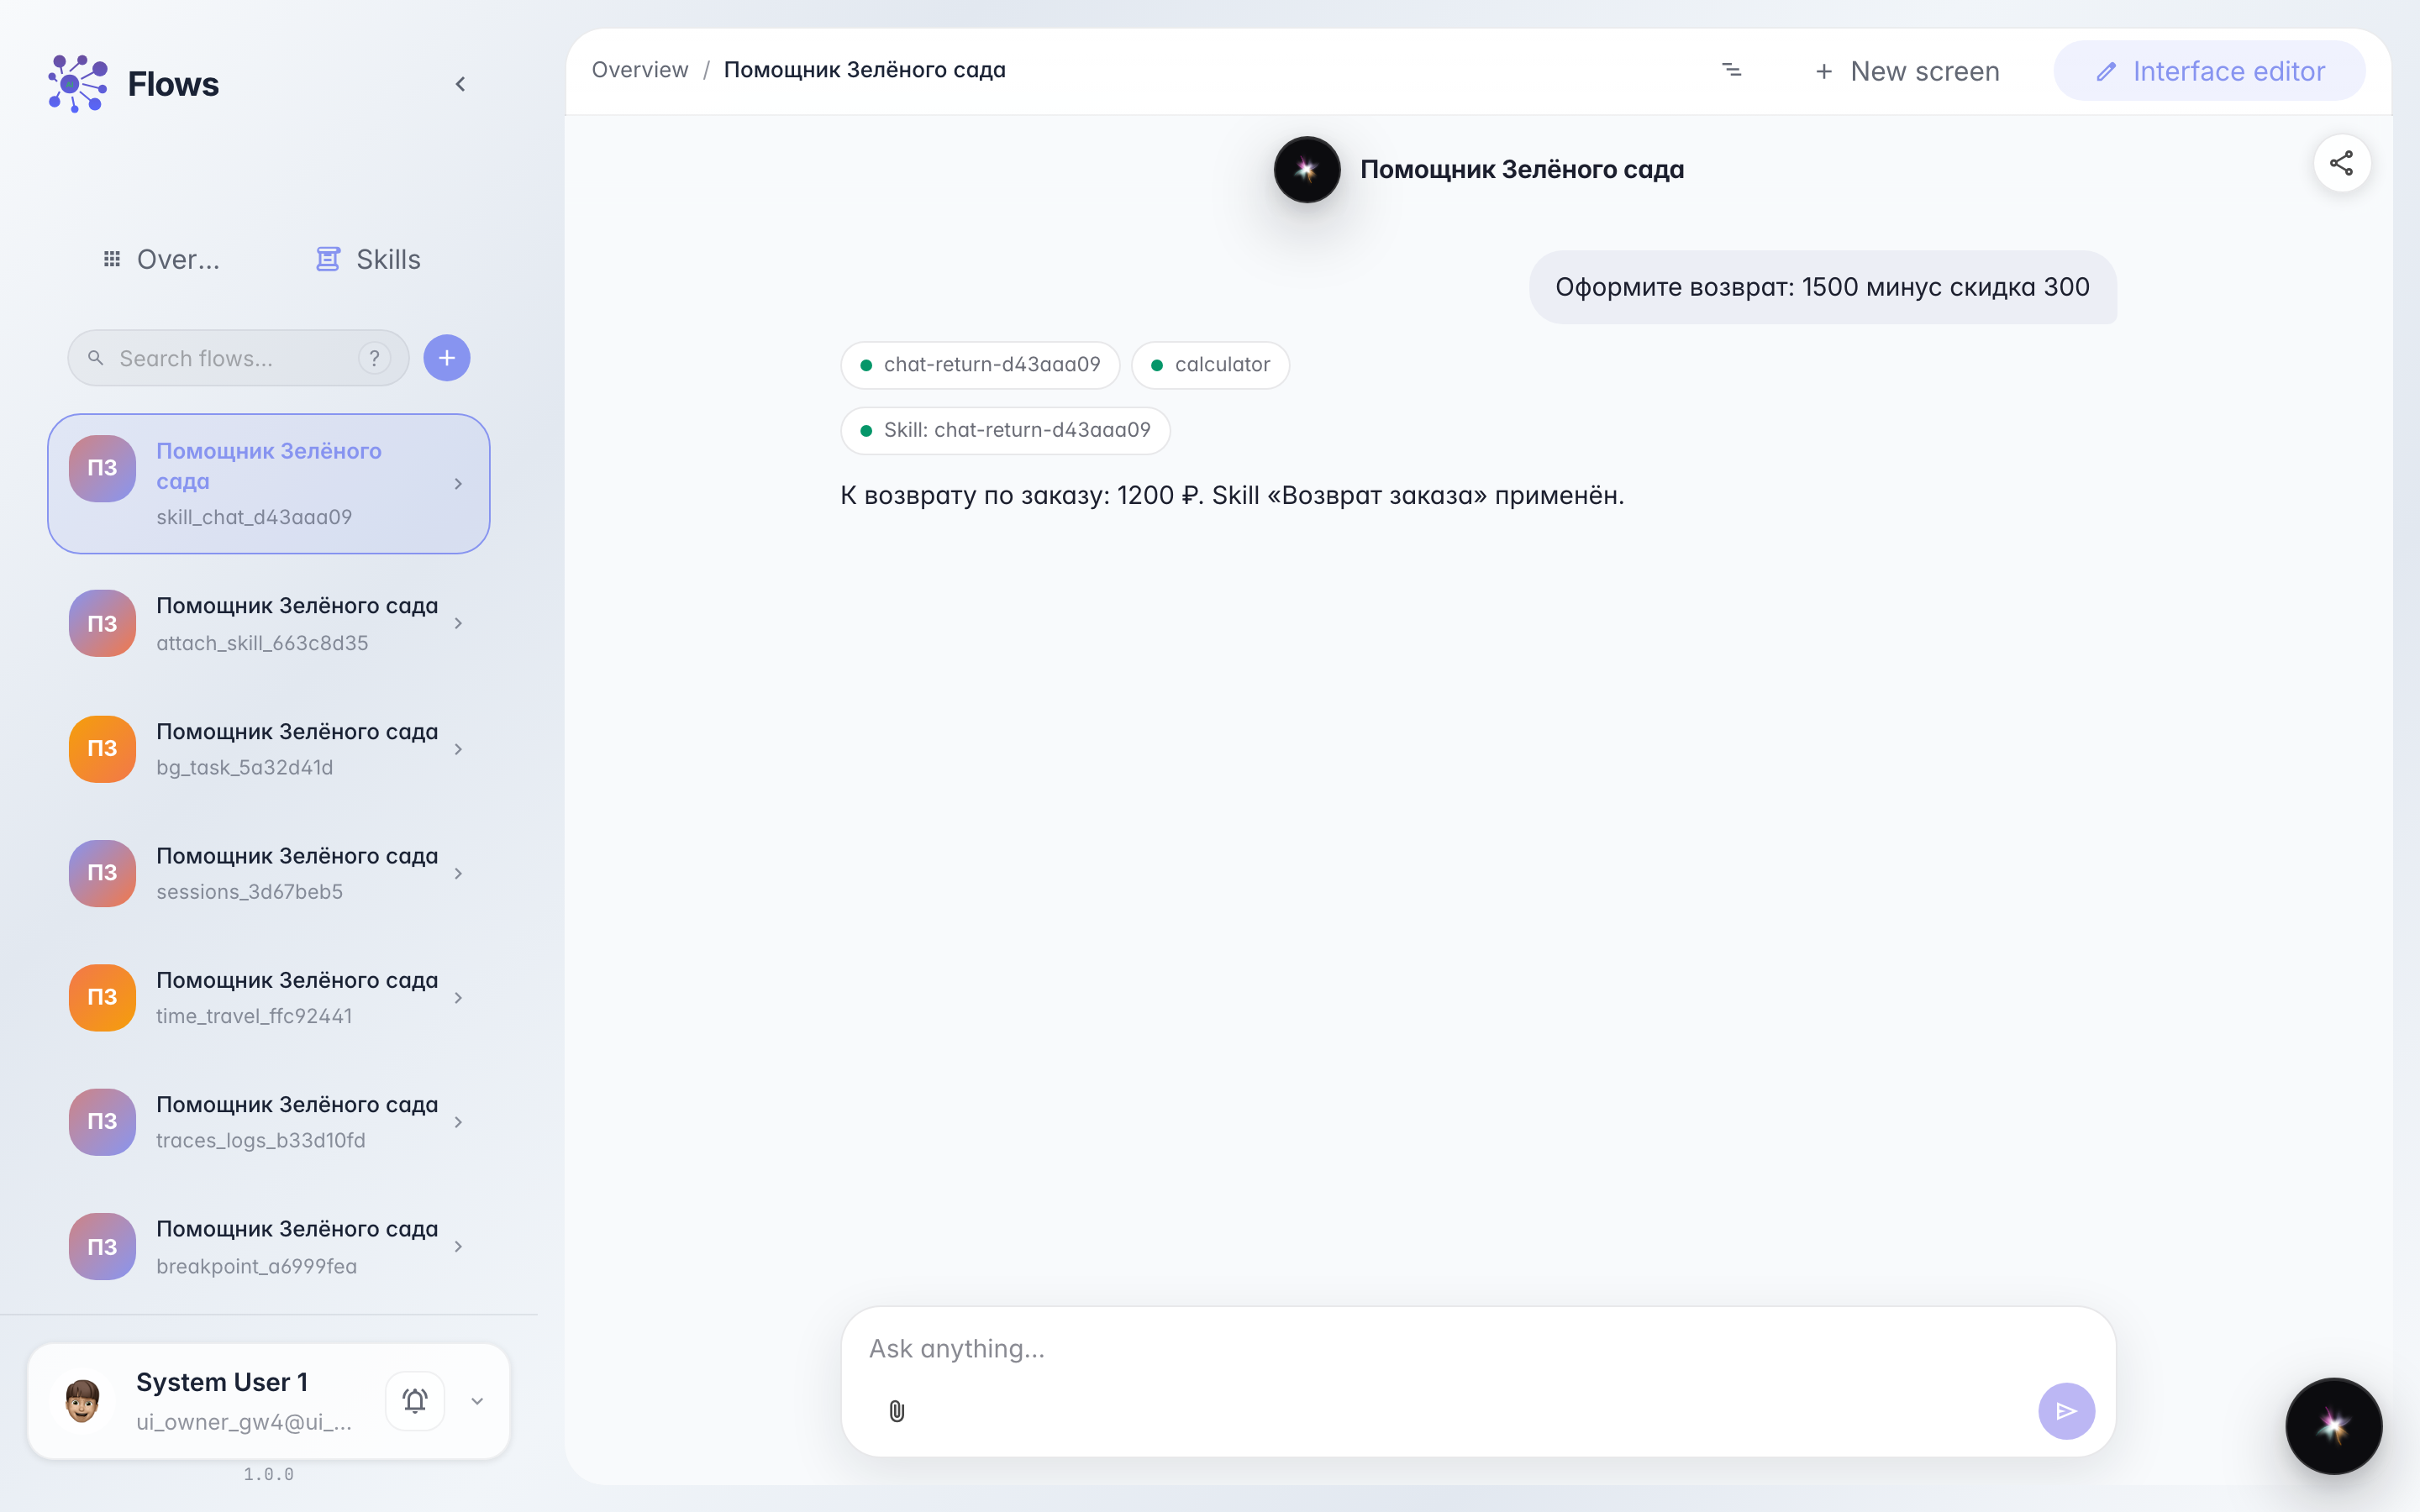 Flows
Over...
Skills
Search flows...
?
ПЗ
Помощник Зелёного
сада
skill_chat_d43aaa09
ПЗ
Помощник Зелёного сада
attach_skill_663c8d35
ПЗ
Помощник Зелёного сада
bg_task_5a32d41d
ПЗ
Помощник Зелёного сада
sessions_3d67beb5
ПЗ
Помощник Зелёного сада
time_travel_ffc92441
ПЗ
Помощник Зелёного сада
traces_logs_b33d10fd
ПЗ
Помощник Зелёного сада
breakpoint_a6999fea
System User 1
ui_owner_gw4@ui_...
1.0.0
Overview / Помощник Зелёного сада
New screen
Interface editor
Помощник Зелёного сада
Оформите возврат: 1500 минус скидка 300
chat-return-d43aaa09
calculator
Skill: chat-return-d43aaa09
К возврату по заказу: 1200 ₽. Skill «Возврат заказа» применён.
Ask anything...